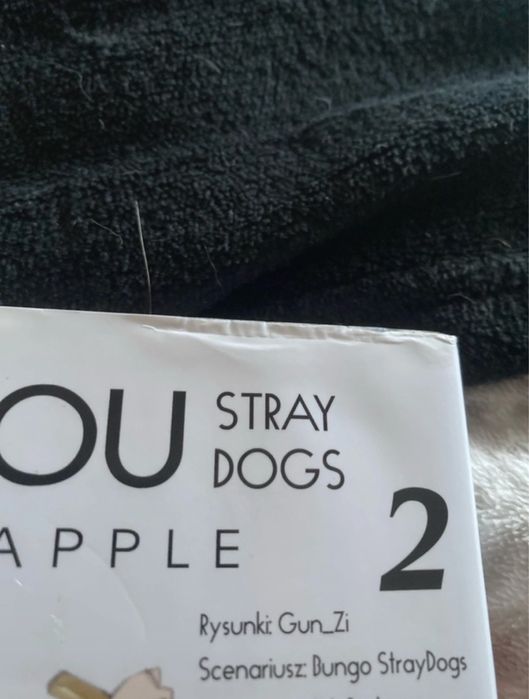 OU STRAY
DOGS
APPLE
2
Rysunki: Gun_Zi
Scenariusz: Bungo StrayDogs